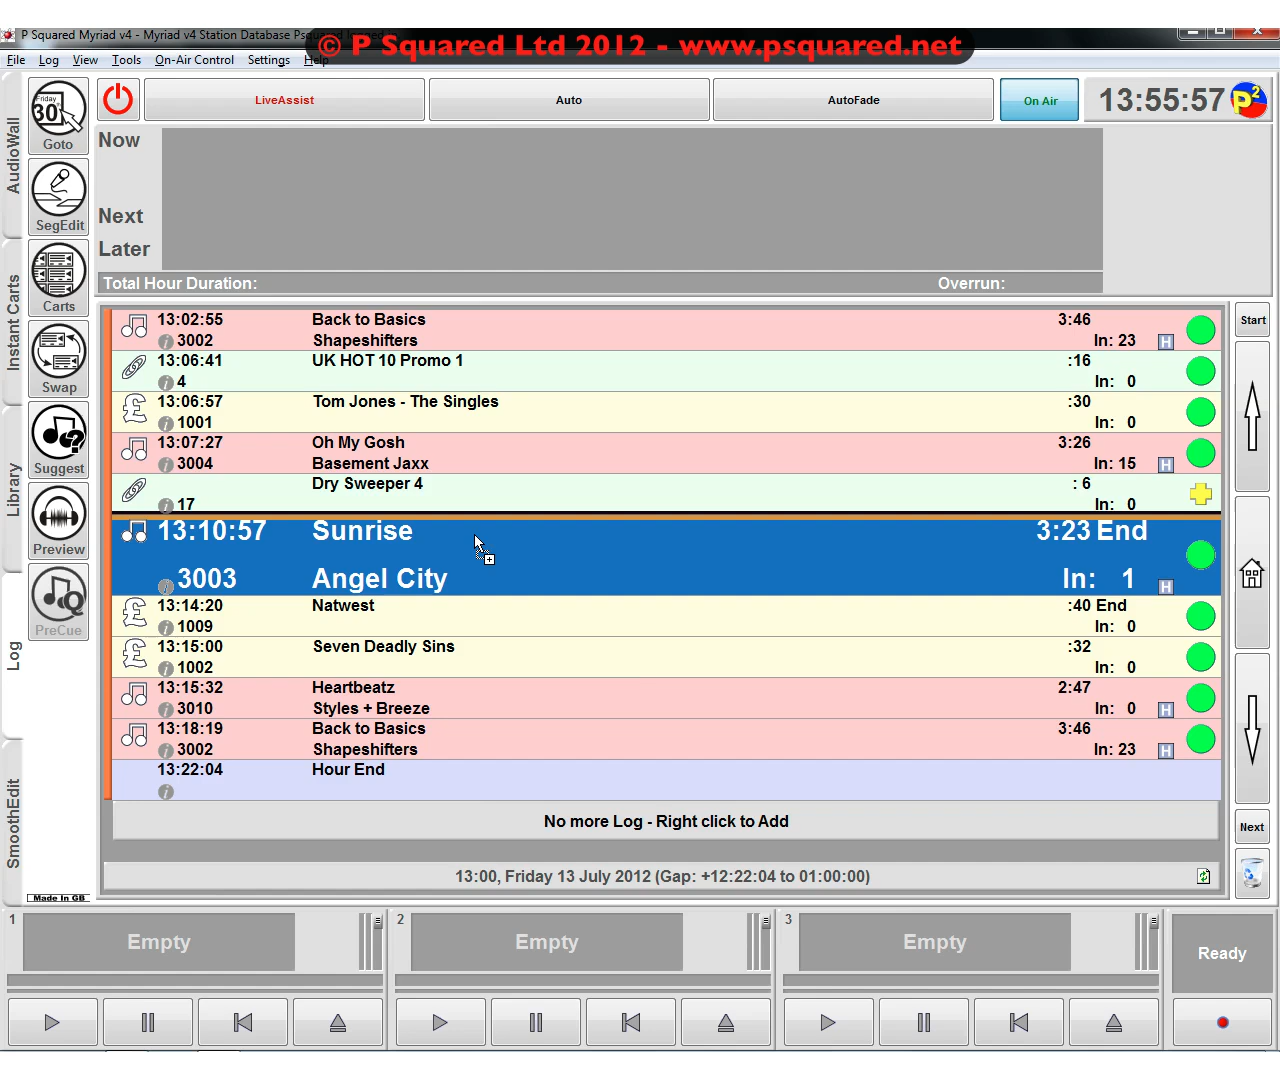 P Squared Myriad v4 - Myriad v4 Station Database
© P Squared Ltd 2012 - www.psquared.net
File Log View Tools On-Air Control Settings Help
LiveAssist Auto AutoFade On Air 13:55:57 P2
AudioWall
Instant Carts
Library
Log
SmoothEdit
Friday
30
Goto
SegEdit
Carts
Swap
Suggest
Preview
PreCue
Made In GB
Now
Next
Later
Total Hour Duration: Overrun:
13:02:55 Back to Basics 3:46
3002 Shapeshifters In: 23 H
13:06:41 UK HOT 10 Promo 1 :16
4 In: 0
13:06:57 Tom Jones - The Singles :30
1001 In: 0
13:07:27 Oh My Gosh 3:26
3004 Basement Jaxx In: 15 H
Dry Sweeper 4 : 6
17 In: 0
13:10:57 Sunrise 3:23 End
3003 Angel City In: 1 H
13:14:20 Natwest :40 End
1009 In: 0
13:15:00 Seven Deadly Sins :32
1002 In: 0
13:15:32 Heartbeatz 2:47
3010 Styles + Breeze In: 0 H
13:18:19 Back to Basics 3:46
3002 Shapeshifters In: 23 H
13:22:04 Hour End
No more Log - Right click to Add
13:00, Friday 13 July 2012 (Gap: +12:22:04 to 01:00:00)
Start
Next
1 Empty
2 Empty
3 Empty
Ready